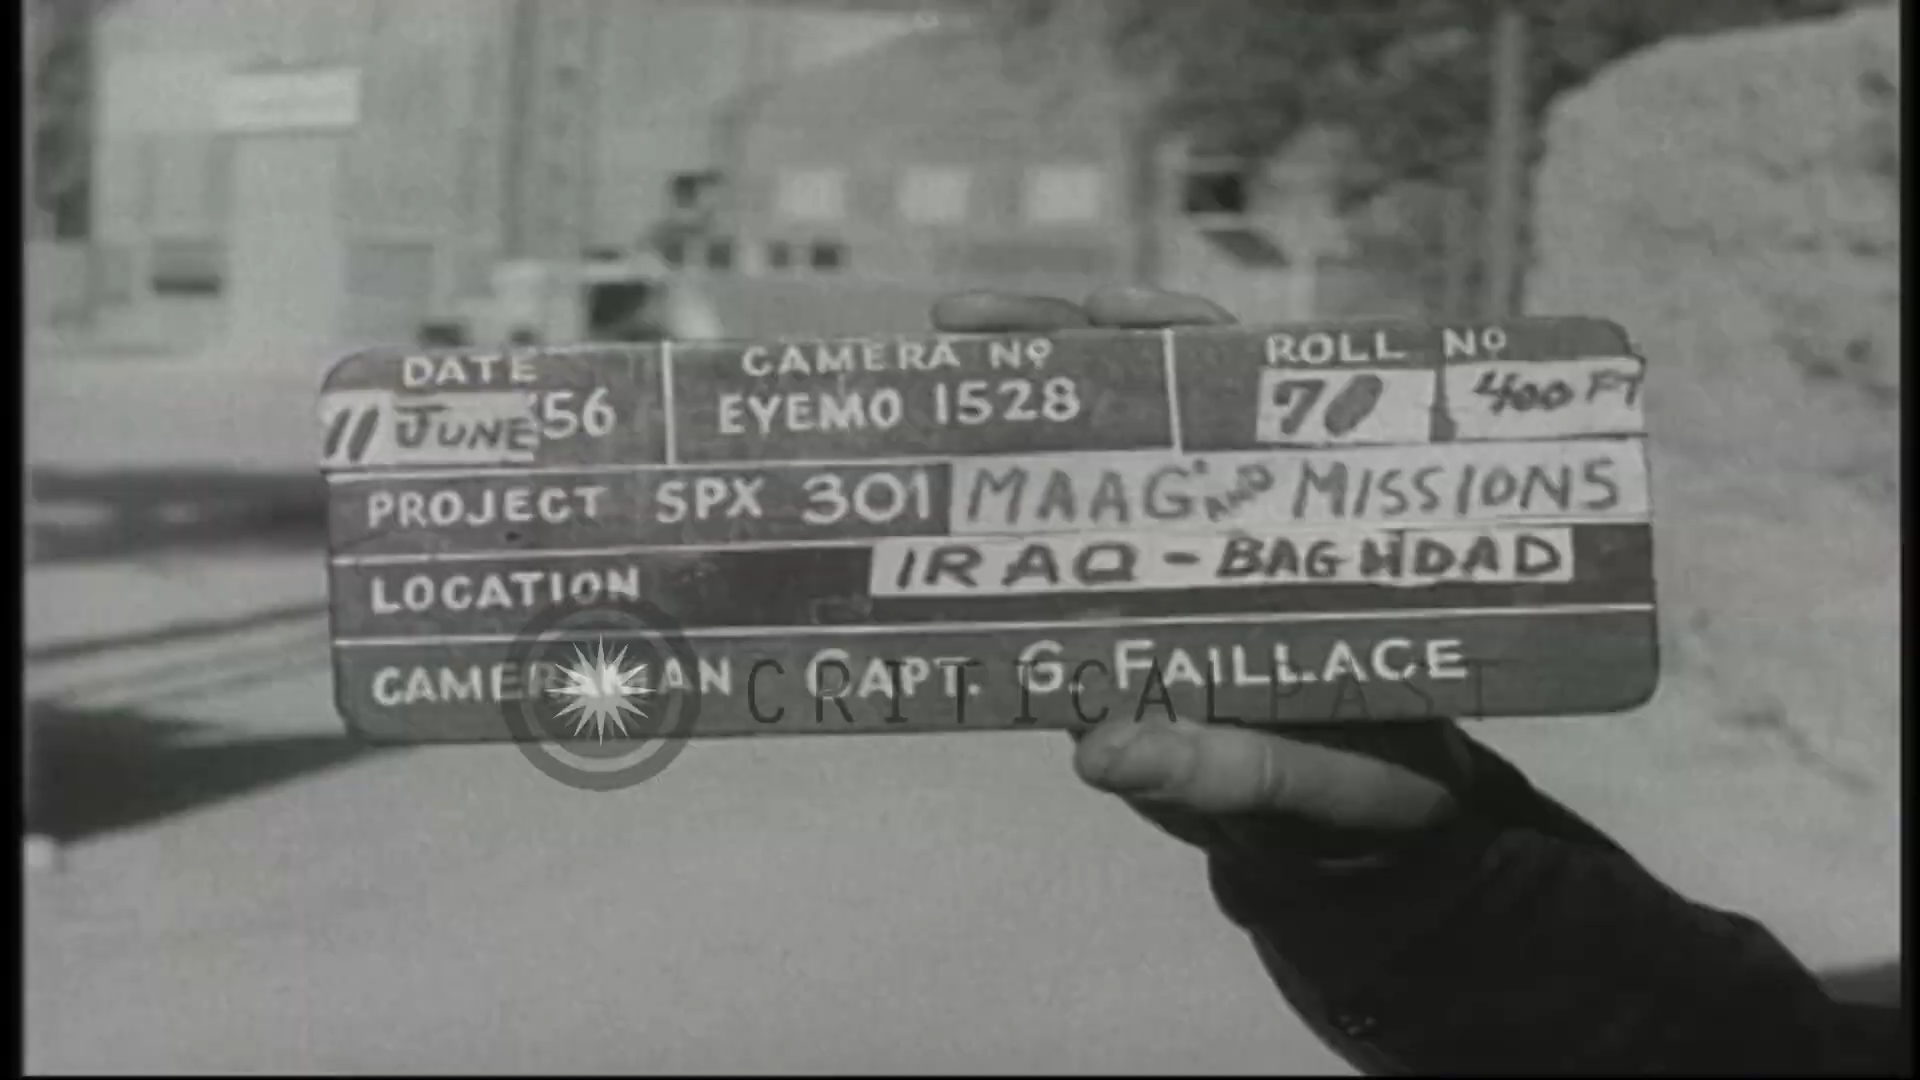 DATE CAMERA Nº ROLL Nº
11 JUNE '56 EYEMO 1528 70 400 FT
PROJECT SPX 301 MAAG AND MISSIONS
LOCATION IRAQ - BAGHDAD
CAMERAMAN CAPT. G. FAILLACE
CRITICALPAST